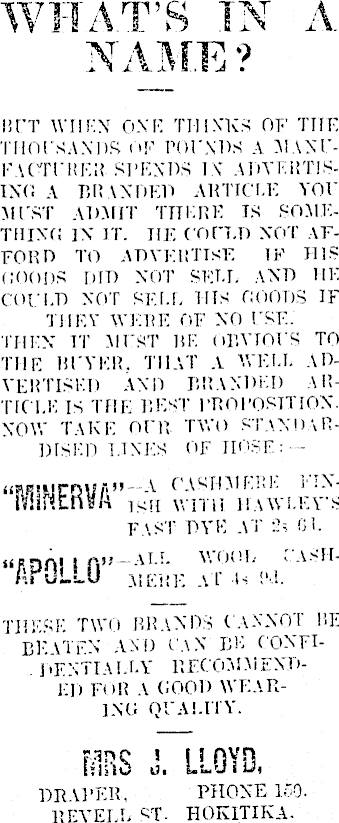 WHAT'S IN A
NAME?
BUT WHEN ONE THINKS OF THE
THOUSANDS OF POUNDS A MANU-
FACTURER SPENDS IN ADVERTIS-
ING A BRANDED ARTICLE YOU
MUST ADMIT THERE IS SOME-
THING IN IT. HE COULD NOT AF-
FORD TO ADVERTISE IF HIS
GOODS DID NOT SELL AND HE
COULD NOT SELL HIS GOODS IF
THEY WERE OF NO USE.
THEN IT MUST BE OBVIOUS TO
THE BUYER, THAT A WELL AD-
VERTISED AND BRANDED AR-
TICLE IS THE BEST PROPOSITION.
NOW TAKE OUR TWO STANDAR-
DISED LINES OF HOSE:—
"MINERVA"—A CASHMERE FIN-
ISH WITH HAWLEY'S
FAST DYE AT 2s 6d.
"APOLLO"—ALL WOOL CASH-
MERE AT 4s 9d.
THESE TWO BRANDS CANNOT BE
BEATEN AND CAN BE CONFI-
DENTIALLY RECOMMEND-
ED FOR A GOOD WEAR-
ING QUALITY.
MRS J. LLOYD,
DRAPER, PHONE 150.
REVELL ST. HOKITIKA.